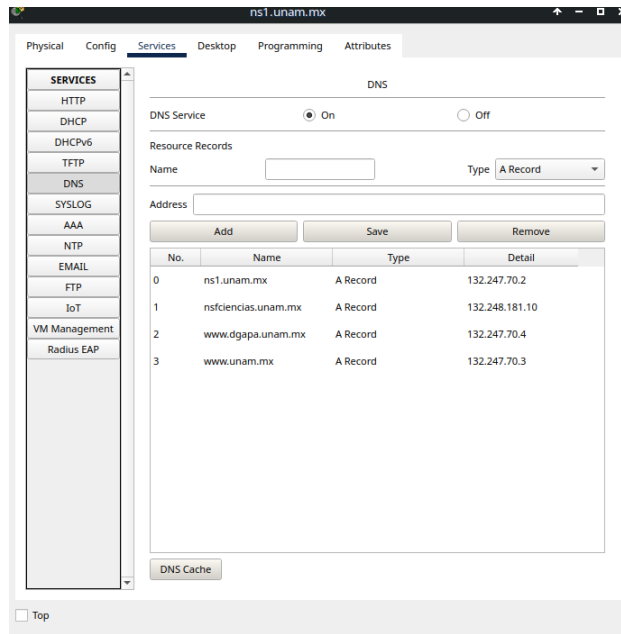 ns1.unam.mx
Physical Config Services Desktop Programming Attributes
SERVICES
HTTP
DHCP
DHCPv6
TFTP
DNS
SYSLOG
AAA
NTP
EMAIL
FTP
IoT
VM Management
Radius EAP
DNS
DNS Service On Off
Resource Records
Name Type A Record
Address
Add Save Remove
No. Name Type Detail
0 ns1.unam.mx A Record 132.247.70.2
1 nsfciencias.unam.mx A Record 132.248.181.10
2 www.dgapa.unam.mx A Record 132.247.70.4
3 www.unam.mx A Record 132.247.70.3
DNS Cache
Top